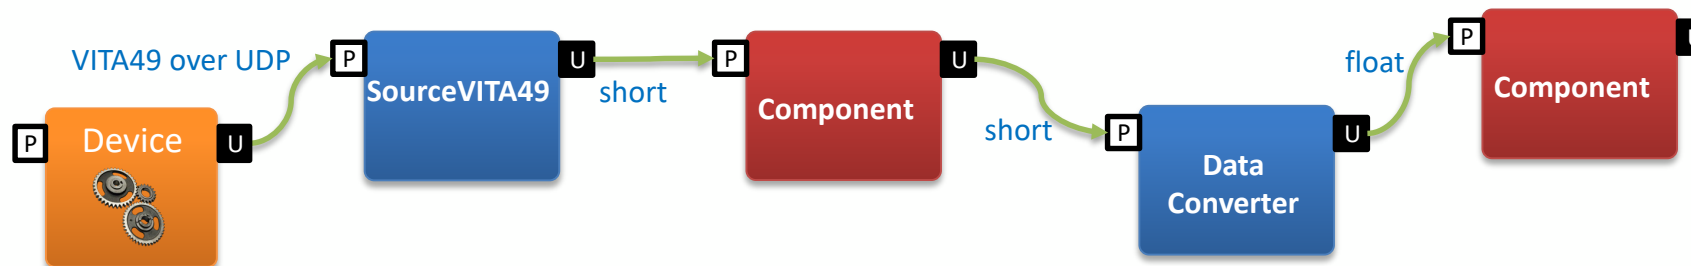 P
Device
U
VITA49 over UDP
P
SourceVITA49
U
short
P
Component
U
short
P
Data
Converter
U
float
P
Component